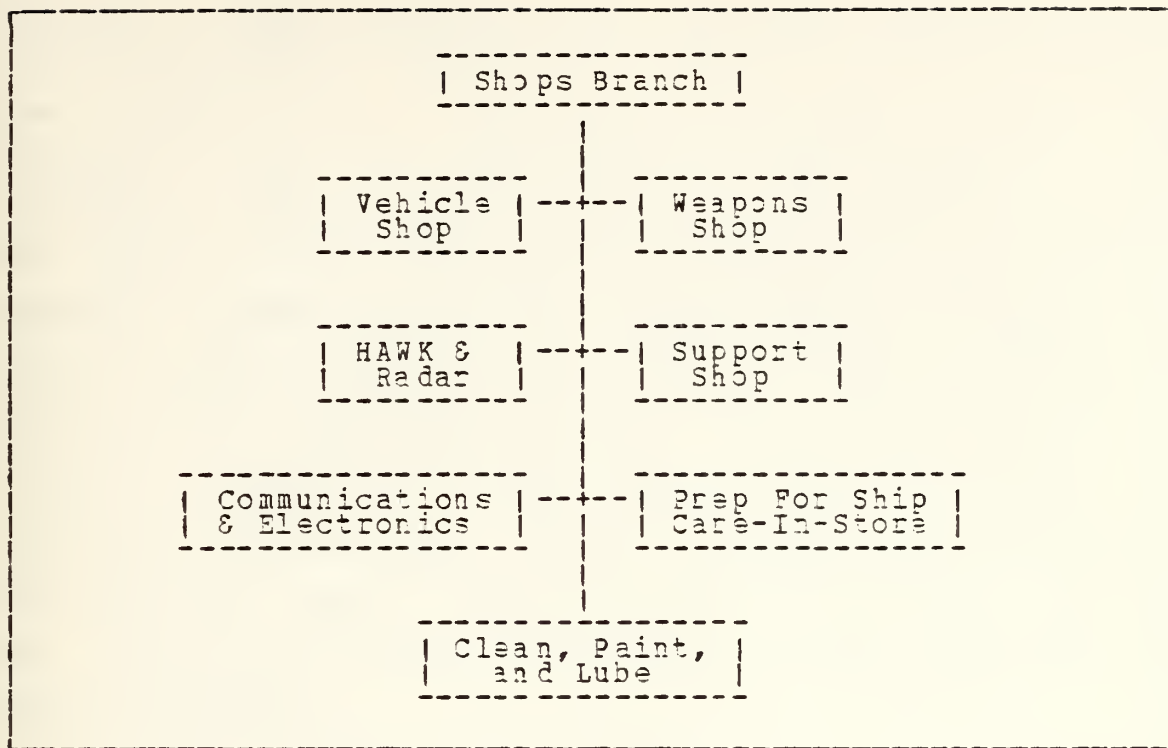 Shops Branch
Vehicle
Shop
Weapons
Shop
HAWK &
Radar
Support
Shop
Communications
& Electronics
Prep For Ship
Care-In-Store
Clean, Paint,
and Lube